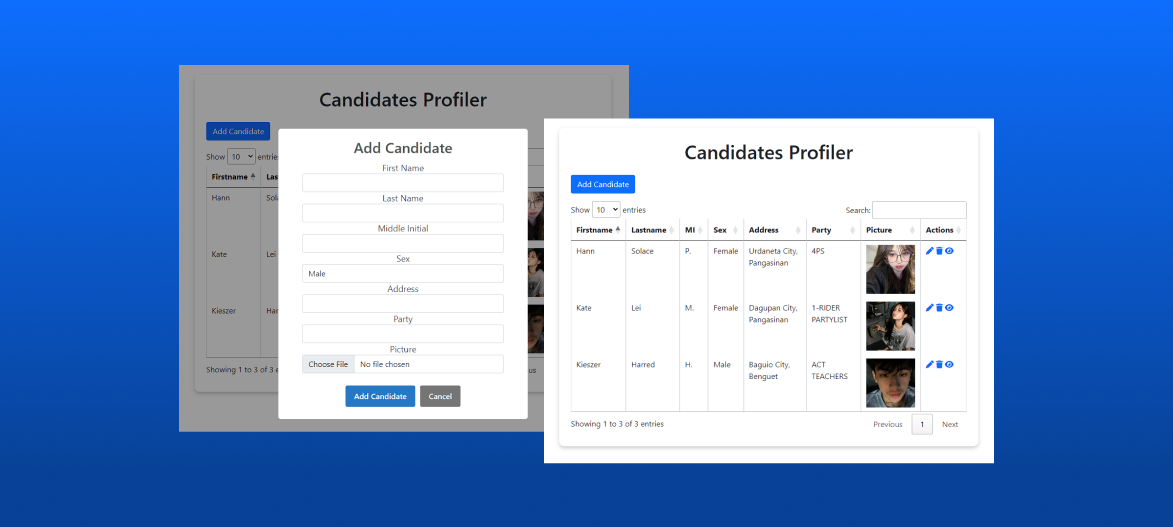 Candidates Profiler
Add Candidate
Show 10 entries
Firstname Las
Hann Sola
Kate Lei
Kieszer Har
Showing 1 to 3 of 3 e
us
Add Candidate
First Name
Last Name
Middle Initial
Sex
Male
Address
Party
Picture
Choose File No file chosen
Add Candidate Cancel
Candidates Profiler
Add Candidate
Show 10 entries Search:
Firstname Lastname MI Sex Address Party Picture Actions
Hann Solace P. Female Urdaneta City, 4PS
Pangasinan
Kate Lei M. Female Dagupan City, 1-RIDER
Pangasinan PARTYLIST
Kieszer Harred H. Male Baguio City, ACT
Benguet TEACHERS
Showing 1 to 3 of 3 entries Previous 1 Next